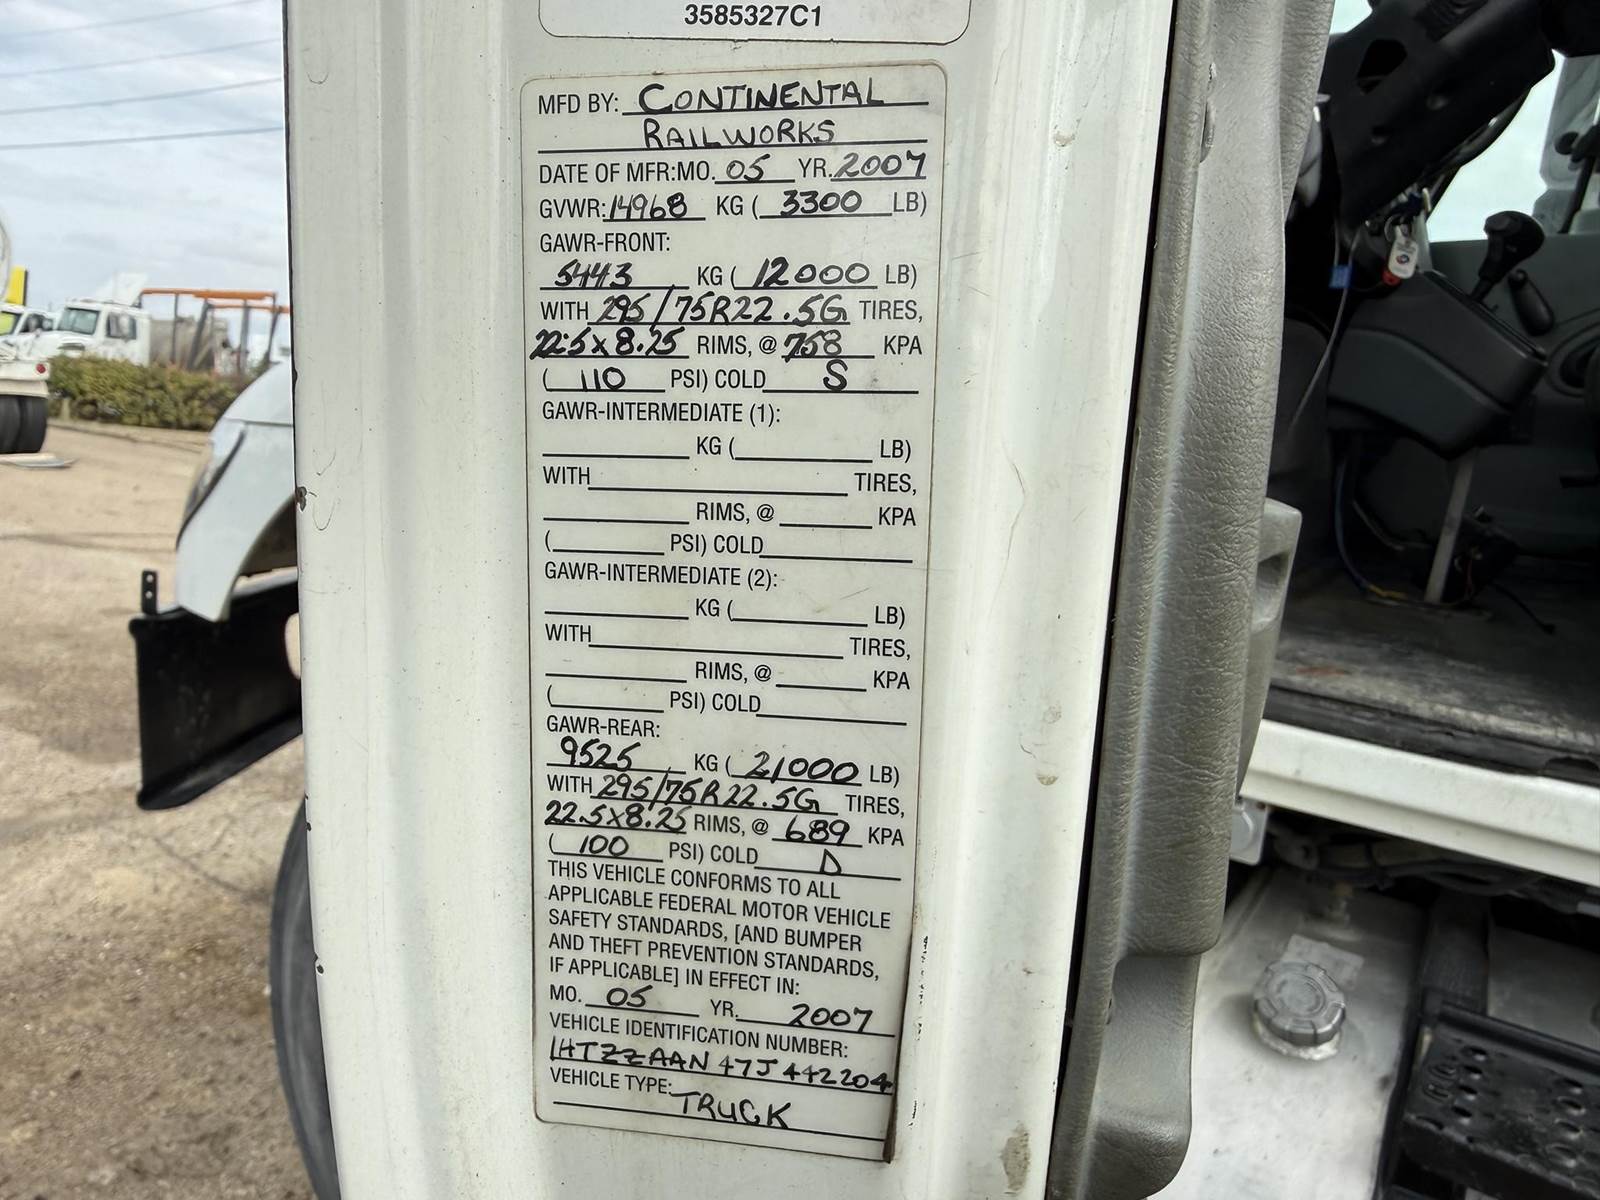 3585327C1
MFD BY: CONTINENTAL
RAILWORKS
DATE OF MFR:MO. 05 YR. 2007
GVWR: 14968 KG ( 3300 LB)
GAWR-FRONT:
5443 KG ( 12000 LB)
WITH 295/75R22.5G TIRES,
22.5x8.25 RIMS, @ 758 KPA
( 110 PSI) COLD S
GAWR-INTERMEDIATE (1):
KG ( LB)
WITH TIRES,
RIMS, @ KPA
( PSI) COLD
GAWR-INTERMEDIATE (2):
KG ( LB)
WITH TIRES,
RIMS, @ KPA
( PSI) COLD
GAWR-REAR:
9525 KG ( 21000 LB)
WITH 295/75R22.5G TIRES,
22.5x8.25 RIMS, @ 689 KPA
( 100 PSI) COLD D
THIS VEHICLE CONFORMS TO ALL
APPLICABLE FEDERAL MOTOR VEHICLE
SAFETY STANDARDS, [AND BUMPER
AND THEFT PREVENTION STANDARDS,
IF APPLICABLE] IN EFFECT IN:
MO. 05 YR. 2007
VEHICLE IDENTIFICATION NUMBER:
1HTZZAAN47J442204
VEHICLE TYPE: TRUCK